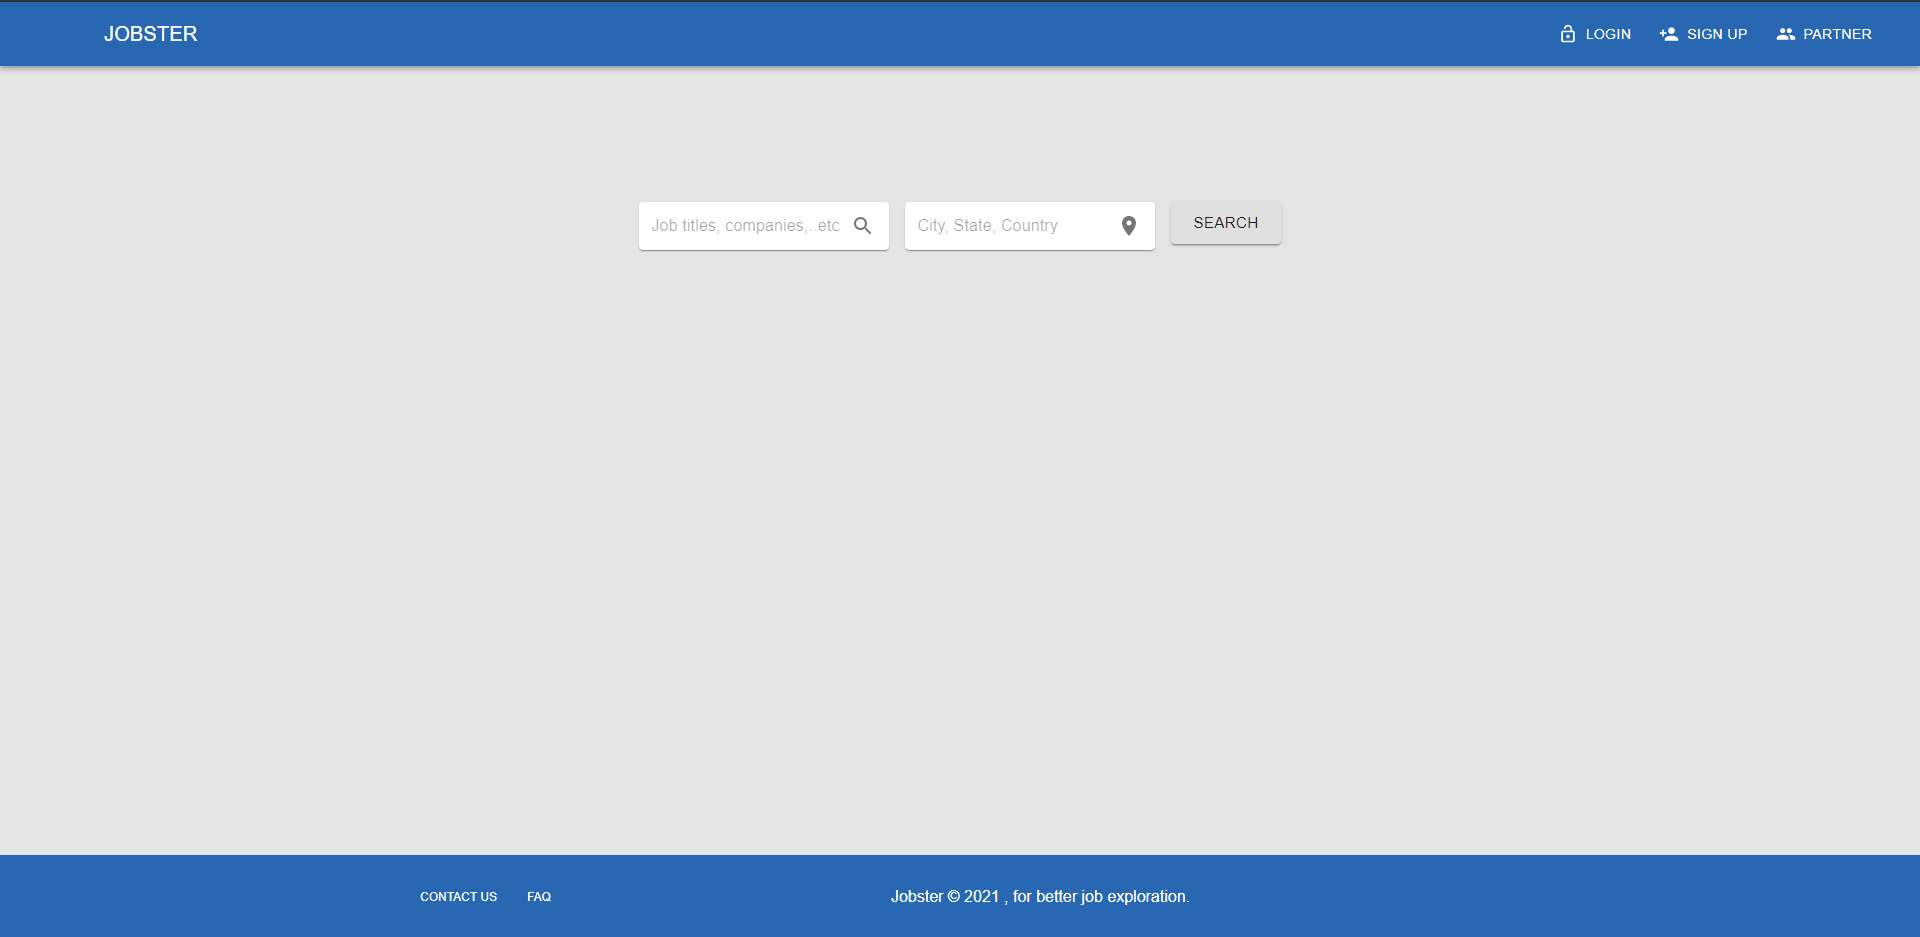 JOBSTER LOGIN SIGN UP PARTNER
Job titles, companies,..etc City, State, Country SEARCH
CONTACT US FAQ Jobster © 2021 , for better job exploration.